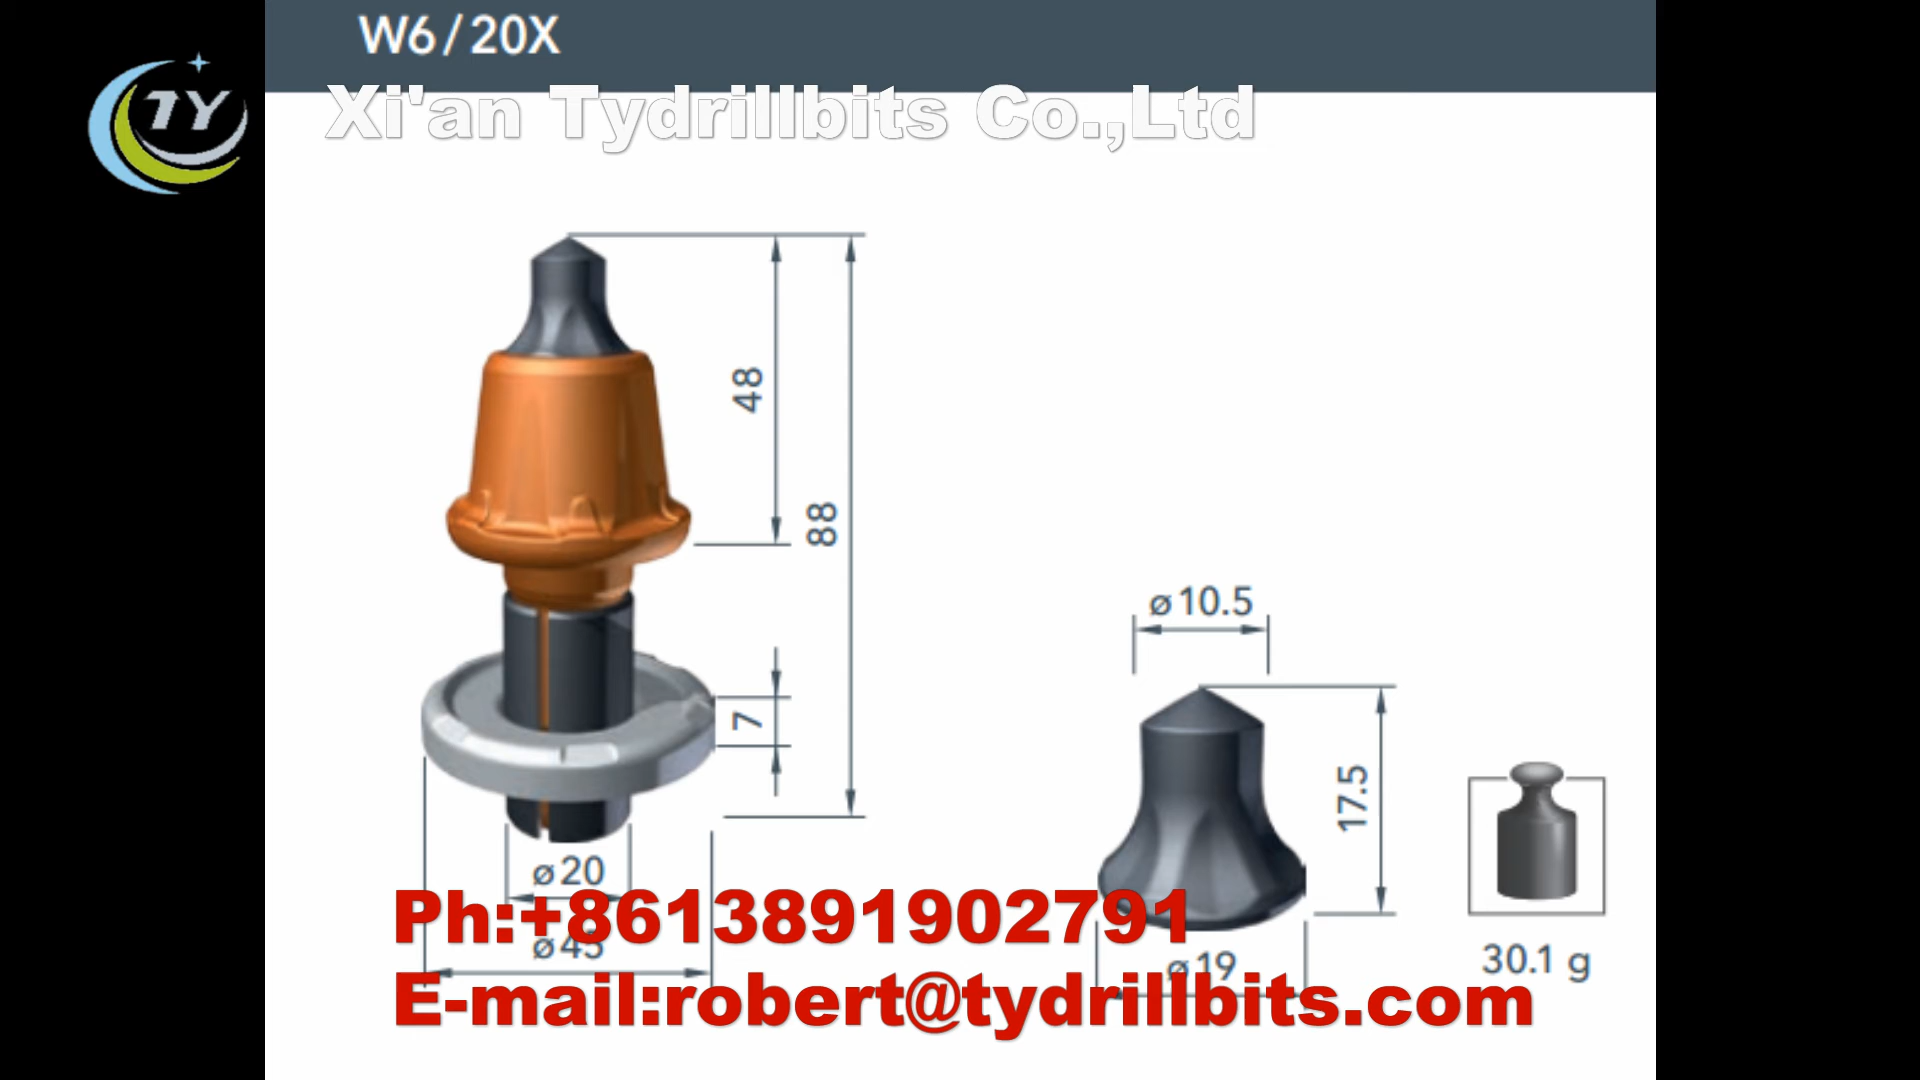 W6/20X
TY
Xi'an Tydrillbits Co.,Ltd
48
88
7
ø10.5
17.5
ø20
Ph:+8613891902791
ø45
ø19
30.1 g
E-mail:robert@tydrillbits.com